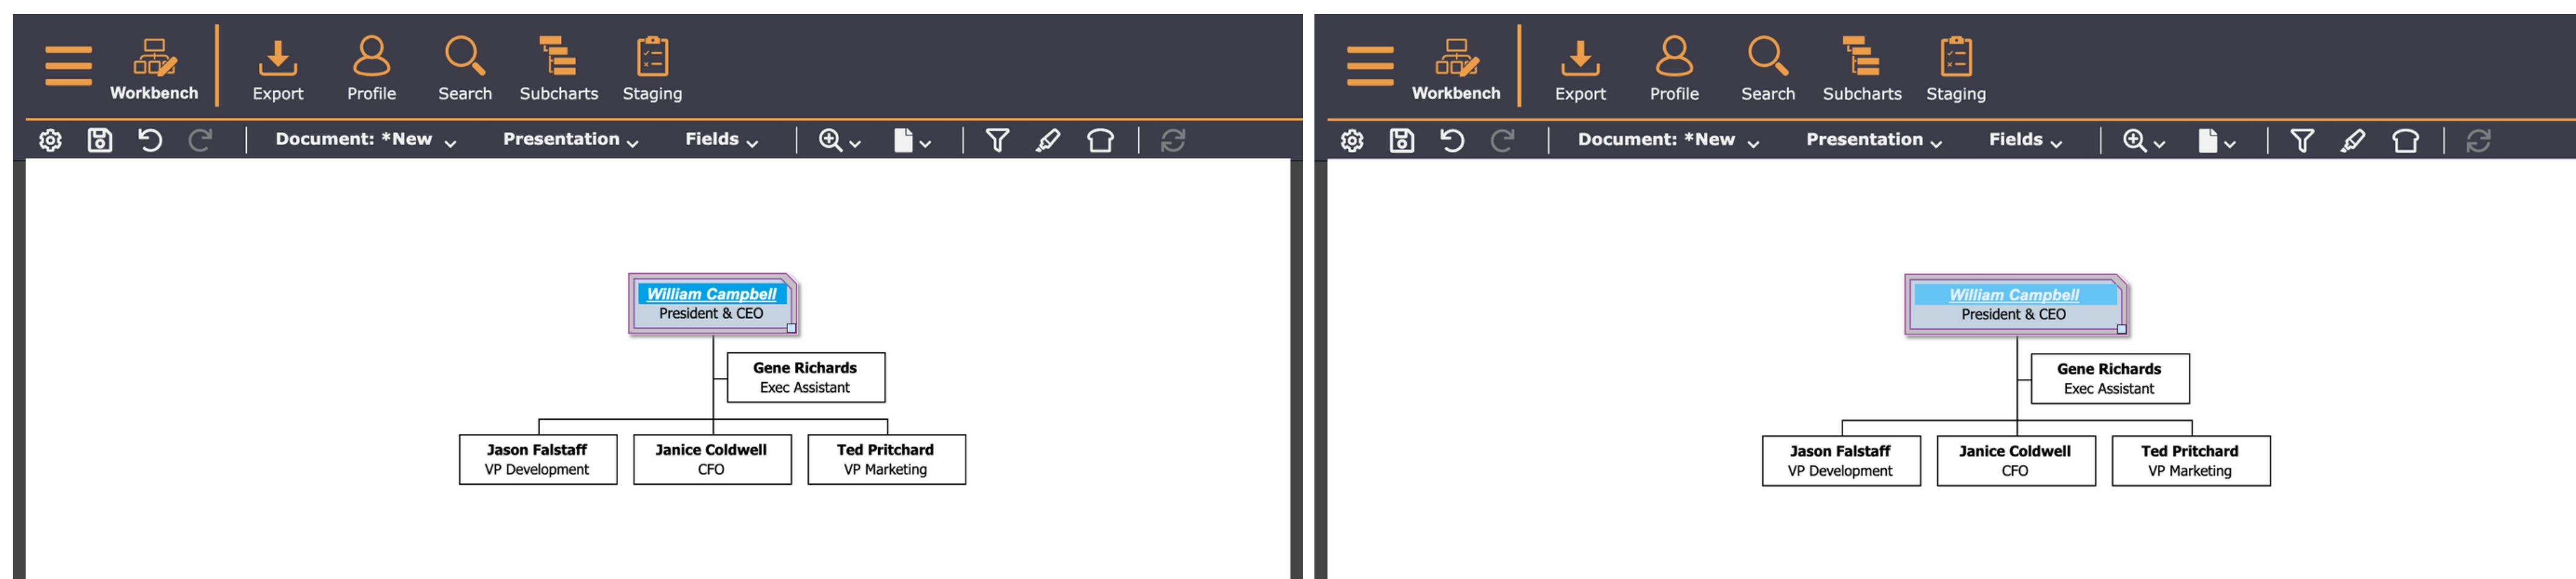 Workbench Export Profile Search Subcharts Staging
Document: *New Presentation Fields
William Campbell
President & CEO
Gene Richards
Exec Assistant
Jason Falstaff
VP Development
Janice Coldwell
CFO
Ted Pritchard
VP Marketing
Workbench Export Profile Search Subcharts Staging
Document: *New Presentation Fields
William Campbell
President & CEO
Gene Richards
Exec Assistant
Jason Falstaff
VP Development
Janice Coldwell
CFO
Ted Pritchard
VP Marketing